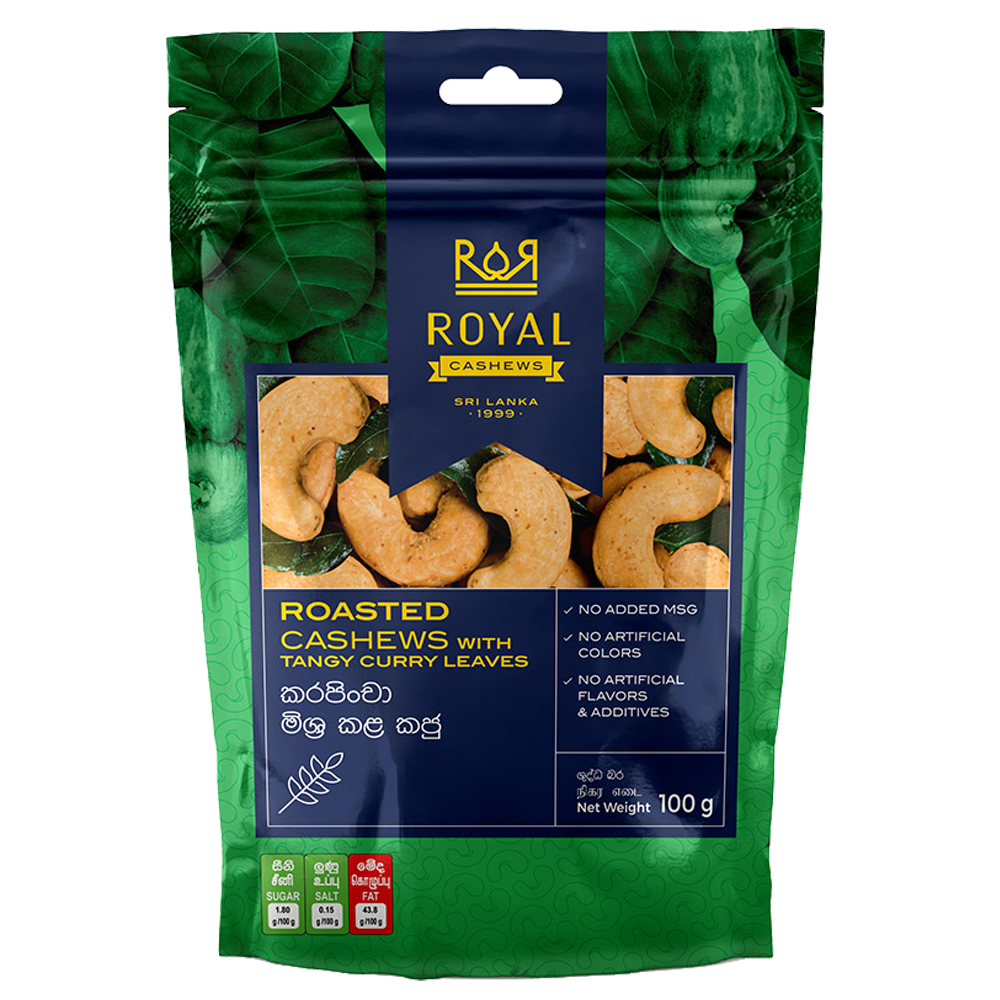 ROYAL
CASHEWS
SRI LANKA
· 1999 ·
ROASTED
CASHEWS WITH
TANGY CURRY LEAVES
කරපිංචා
මිශ්‍ර කළ කජු
✓ NO ADDED MSG
✓ NO ARTIFICIAL
COLORS
✓ NO ARTIFICIAL
FLAVORS
& ADDITIVES
ශුද්ධ බර
நிகர எடை
Net Weight 100 g
සීනි
சீனி
SUGAR
1.80
g/100 g
ලුණු
உப்பு
SALT
0.15
g/100 g
මේද
கொழுப்பு
FAT
43.8
g/100 g